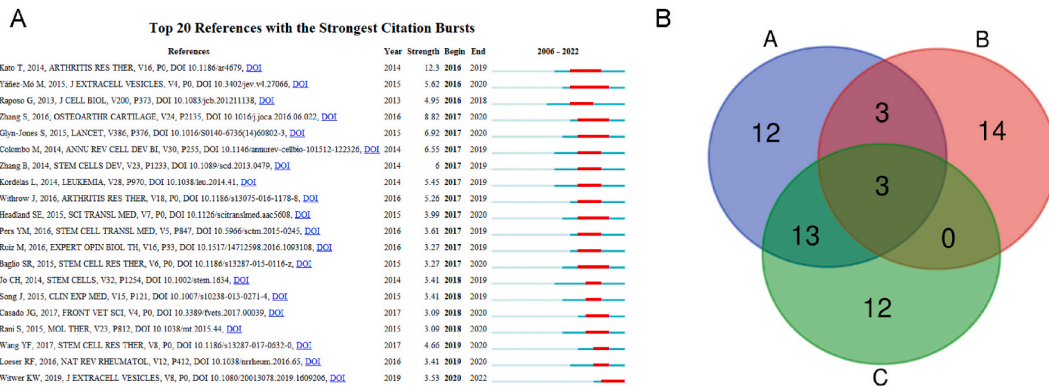 A
Top 20 References with the Strongest Citation Bursts
References Year Strength Begin End 2006 - 2022
Kato T, 2014, ARTHRITIS RES THER, V16, P0, DOI 10.1186/ar4679, DOI 2014 12.3 2016 2019
Yáñez-Mó M, 2015, J EXTRACELL VESICLES, V4, P0, DOI 10.3402/jev.v4.27066, DOI 2015 5.62 2016 2020
Raposo G, 2013, J CELL BIOL, V200, P373, DOI 10.1083/jcb.201211138, DOI 2013 4.95 2016 2018
Zhang S, 2016, OSTEOARTHR CARTILAGE, V24, P2135, DOI 10.1016/j.joca.2016.06.022, DOI 2016 8.82 2017 2020
Glyn-Jones S, 2015, LANCET, V386, P376, DOI 10.1016/S0140-6736(14)60802-3, DOI 2015 6.92 2017 2020
Colombo M, 2014, ANNU REV CELL DEV BI, V30, P255, DOI 10.1146/annurev-cellbio-101512-122326, DOI 2014 6.55 2017 2019
Zhang B, 2014, STEM CELLS DEV, V23, P1233, DOI 10.1089/scd.2013.0479, DOI 2014 6 2017 2019
Kordelas L, 2014, LEUKEMIA, V28, P970, DOI 10.1038/leu.2014.41, DOI 2014 5.45 2017 2019
Withrow J, 2016, ARTHRITIS RES THER, V18, P0, DOI 10.1186/s13075-016-1178-8, DOI 2016 5.26 2017 2019
Headland SE, 2015, SCI TRANSL MED, V7, P0, DOI 10.1126/scitranslmed.aac5608, DOI 2015 3.99 2017 2020
Pers YM, 2016, STEM CELL TRANSL MED, V5, P847, DOI 10.5966/sctm.2015-0245, DOI 2016 3.61 2017 2019
Ruiz M, 2016, EXPERT OPIN BIOL TH, V16, P33, DOI 10.1517/14712598.2016.1093108, DOI 2016 3.27 2017 2019
Baglio SR, 2015, STEM CELL RES THER, V6, P0, DOI 10.1186/s13287-015-0116-z, DOI 2015 3.27 2017 2020
Jo CH, 2014, STEM CELLS, V32, P1254, DOI 10.1002/stem.1634, DOI 2014 3.41 2018 2019
Song J, 2015, CLIN EXP MED, V15, P121, DOI 10.1007/s10238-013-0271-4, DOI 2015 3.41 2018 2019
Casado JG, 2017, FRONT VET SCI, V4, P0, DOI 10.3389/fvets.2017.00039, DOI 2017 3.09 2018 2020
Rani S, 2015, MOL THER, V23, P812, DOI 10.1038/mt.2015.44, DOI 2015 3.09 2018 2020
Wang YF, 2017, STEM CELL RES THER, V8, P0, DOI 10.1186/s13287-017-0632-0, DOI 2017 4.66 2019 2020
Loeser RF, 2016, NAT REV RHEUMATOL, V12, P412, DOI 10.1038/nrrheum.2016.65, DOI 2016 3.41 2019 2020
Witwer KW, 2019, J EXTRACELL VESICLES, V8, P0, DOI 10.1080/20013078.2019.1609206, DOI 2019 3.53 2020 2022
B
A
B
12
3
14
3
13
0
12
C